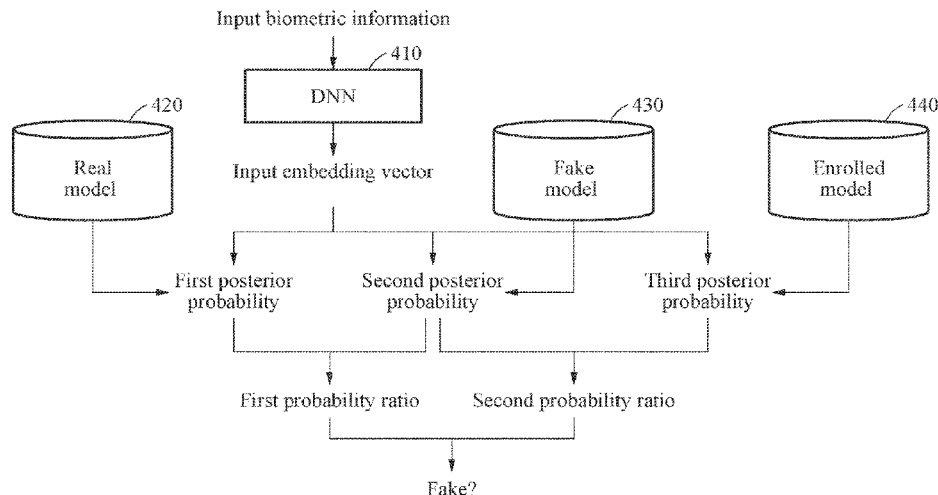 Input biometric information
410
DNN
420
Real
model
Input embedding vector
430
Fake
model
440
Enrolled
model
First posterior
probability
Second posterior
probability
Third posterior
probability
First probability ratio
Second probability ratio
Fake?